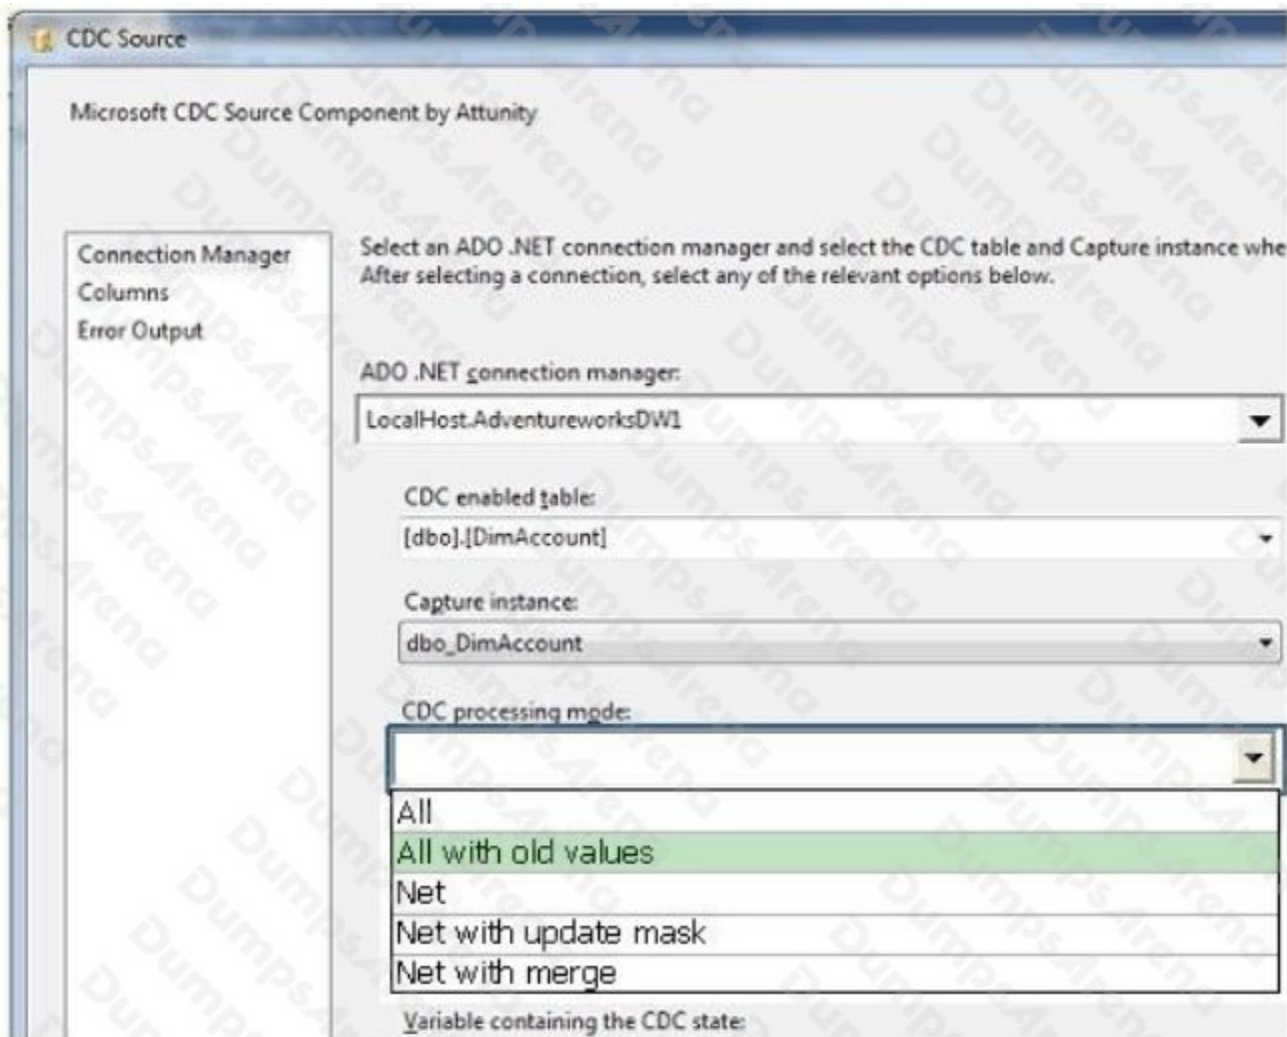 CDC Source
Microsoft CDC Source Component by Attunity
Connection Manager
Columns
Error Output
Select an ADO .NET connection manager and select the CDC table and Capture instance whe
After selecting a connection, select any of the relevant options below.
ADO .NET connection manager:
LocalHost.AdventureworksDW1
CDC enabled table:
[dbo].[DimAccount]
Capture instance:
dbo_DimAccount
CDC processing mode:
All
All with old values
Net
Net with update mask
Net with merge
Variable containing the CDC state:
DumpsArena